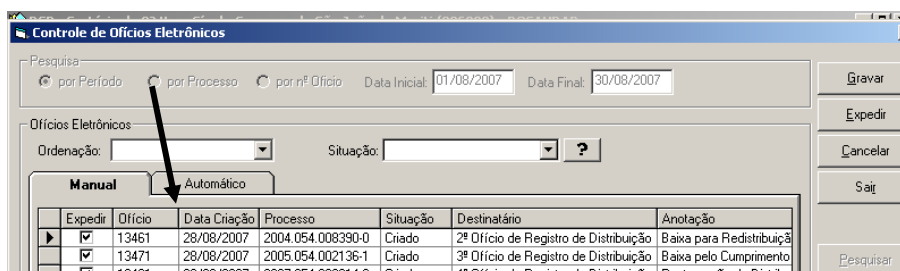 Controle de Ofícios Eletrônicos
Pesquisa
por Período por Processo por nº Ofício Data Inicial: 01/08/2007 Data Final: 30/08/2007
Gravar
Expedir
Cancelar
Sair
Pesquisar
Ofícios Eletrônicos
Ordenação: Situação: ?
Manual Automático
Expedir Ofício Data Criação Processo Situação Destinatário Anotação
13461 28/08/2007 2004.054.008390-0 Criado 2º Ofício de Registro de Distribuição Baixa para Redistribuiçã
13471 28/08/2007 2005.054.002136-1 Criado 3º Ofício de Registro de Distribuição Baixa pelo Cumprimento